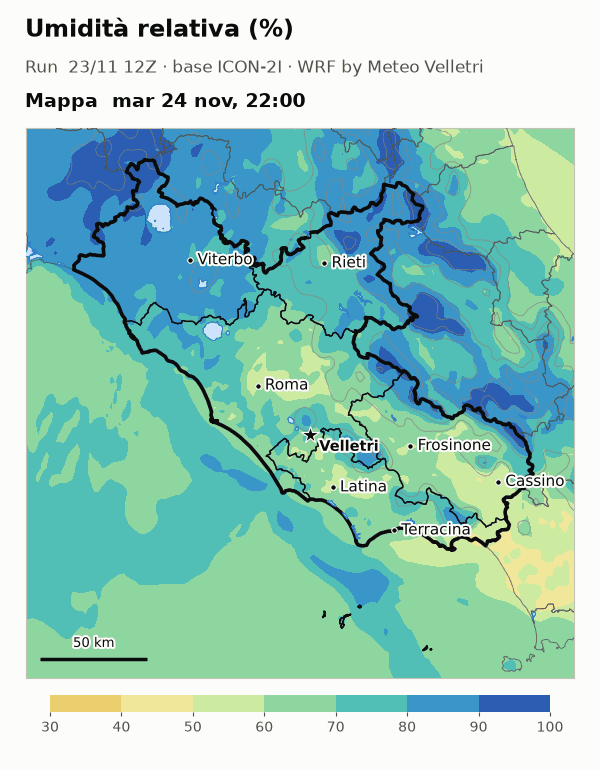 Umidità relativa (%)
Run  23/11 12Z · base ICON-2I · WRF by Meteo Velletri
Mappa  mar 24 nov, 22:00
Viterbo
Rieti
Roma
Velletri
Frosinone
Latina
Cassino
Terracina
50 km
30 40 50 60 70 80 90 100